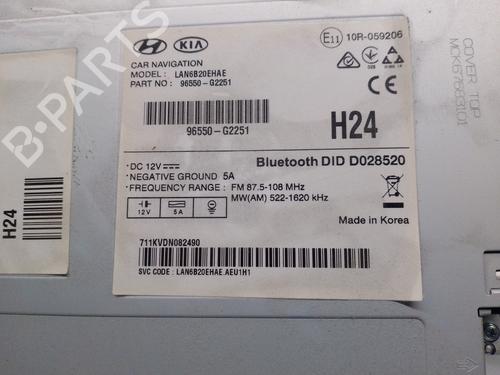 HYUNDAI KIA
E11 10R-059206
CAR NAVIGATION
MODEL : LAN6B20EHAE
PART NO : 96550-G2251
96550-G2251
H24
DC 12V
Bluetooth DID D028520
NEGATIVE GROUND 5A
FREQUENCY RANGE : FM 87.5-108 MHz
MW(AM) 522-1620 kHz
12V 5A
Made in Korea
711KVDN082490
SVC CODE : LAN6B20EHAE.AEU1H1
H24
COVER TOP
B-PARTS